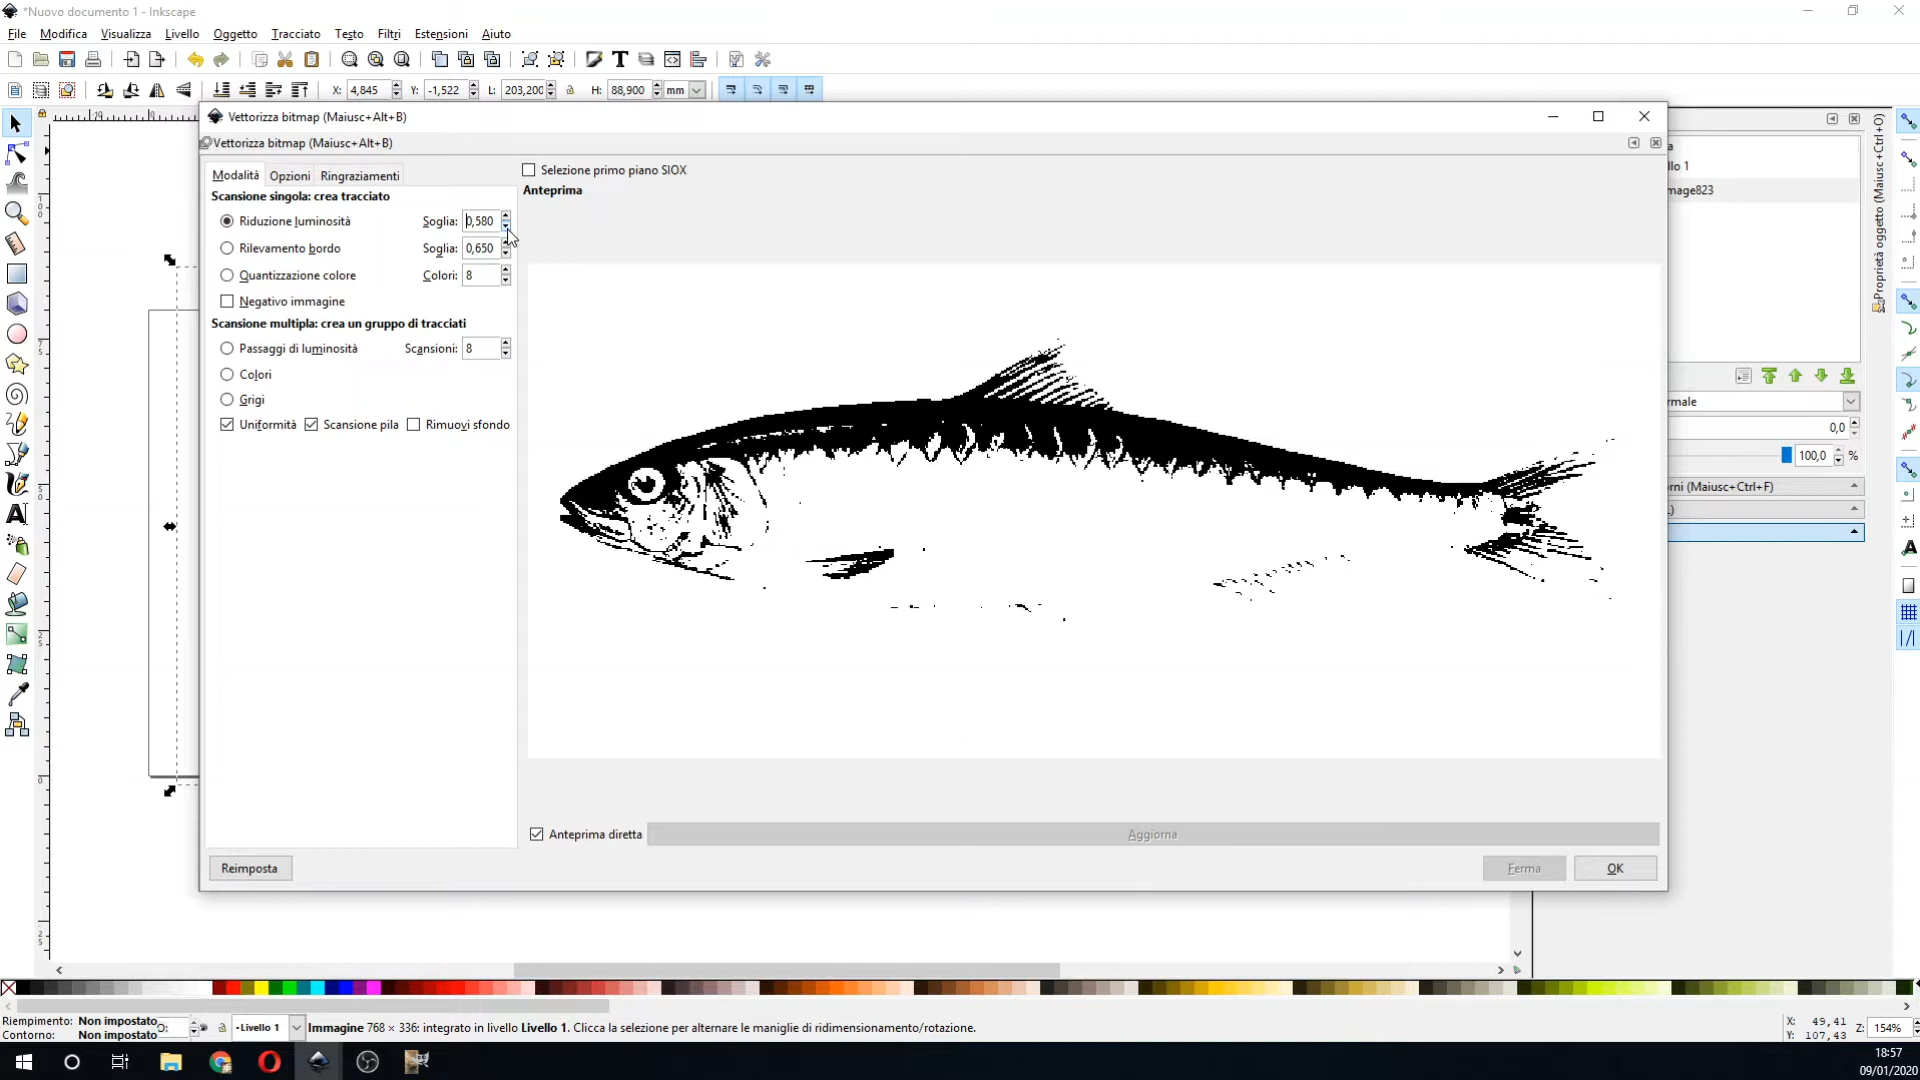 *Nuovo documento 1 - Inkscape
File Modifica Visualizza Livello Oggetto Tracciato Testo Filtri Estensioni Aiuto
X: 4,845 Y: -1,522 L: 203,200 H: 88,900 mm
Vettorizza bitmap (Maiusc+Alt+B)
Vettorizza bitmap (Maiusc+Alt+B)
Modalità Opzioni Ringraziamenti
Scansione singola: crea tracciato
Riduzione luminosità Soglia: 0,580
Rilevamento bordo Soglia: 0,650
Quantizzazione colore Colori: 8
Negativo immagine
Scansione multipla: crea un gruppo di tracciati
Passaggi di luminosità Scansioni: 8
Colori
Grigi
Uniformità Scansione pila Rimuovi sfondo
Selezione primo piano SIOX
Anteprima
Anteprima diretta Aggiorna
Reimposta Ferma OK
Proprietà oggetto (Maiusc+Ctrl+O)
a
llo 1
mage823
rmale
0,0
100,0 %
rni (Maiusc+Ctrl+F)
Riempimento: Non impostato
Contorno: Non impostato
O:
Livello 1
Immagine 768 × 336: integrato in livello Livello 1. Clicca la selezione per alternare le maniglie di ridimensionamento/rotazione.
X: 49,41
Y: 107,43
Z: 154%
18:57
09/01/2020